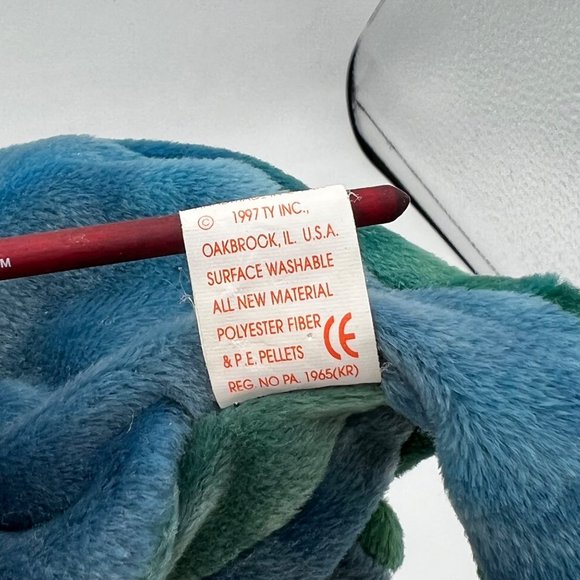 © 1997 TY INC.,
OAKBROOK, IL. U.S.A.
SURFACE WASHABLE
ALL NEW MATERIAL
POLYESTER FIBER
& P.E. PELLETS CE
REG. NO PA. 1965(KR)